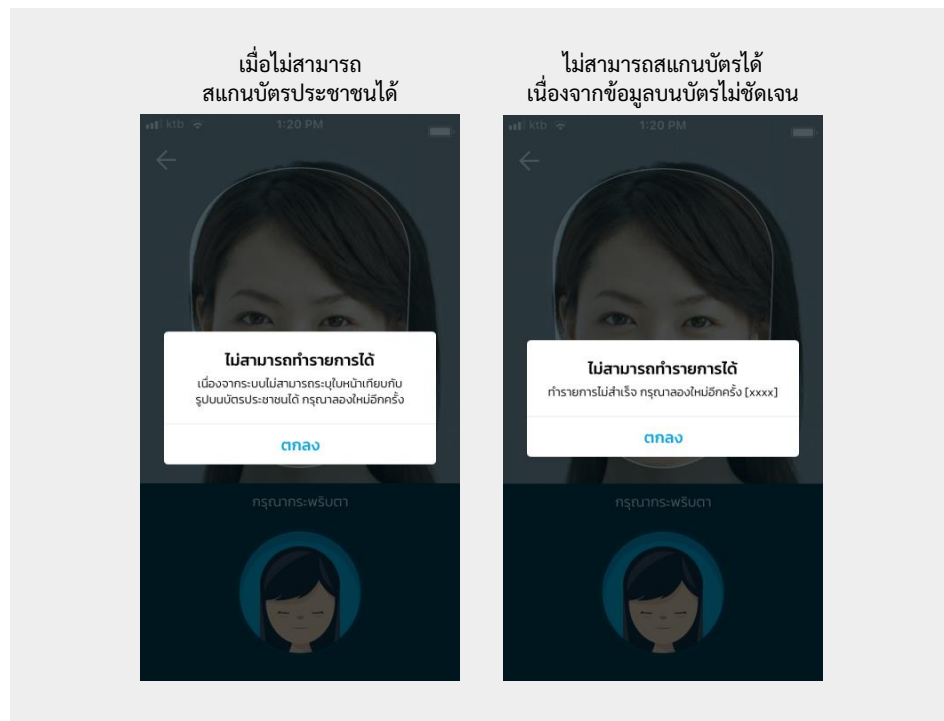 เมื่อไม่สามารถ
สแกนบัตรประชาชนได้
ktb 1:20 PM
ไม่สามารถทำรายการได้
เนื่องจากระบบไม่สามารถระบุใบหน้าเทียบกับ
รูปบนบัตรประชาชนได้ กรุณาลองใหม่อีกครั้ง
ตกลง
กรุณากระพริบตา
ไม่สามารถสแกนบัตรได้
เนื่องจากข้อมูลบนบัตรไม่ชัดเจน
ktb 1:20 PM
ไม่สามารถทำรายการได้
ทำรายการไม่สำเร็จ กรุณาลองใหม่อีกครั้ง [xxxx]
ตกลง
กรุณากระพริบตา